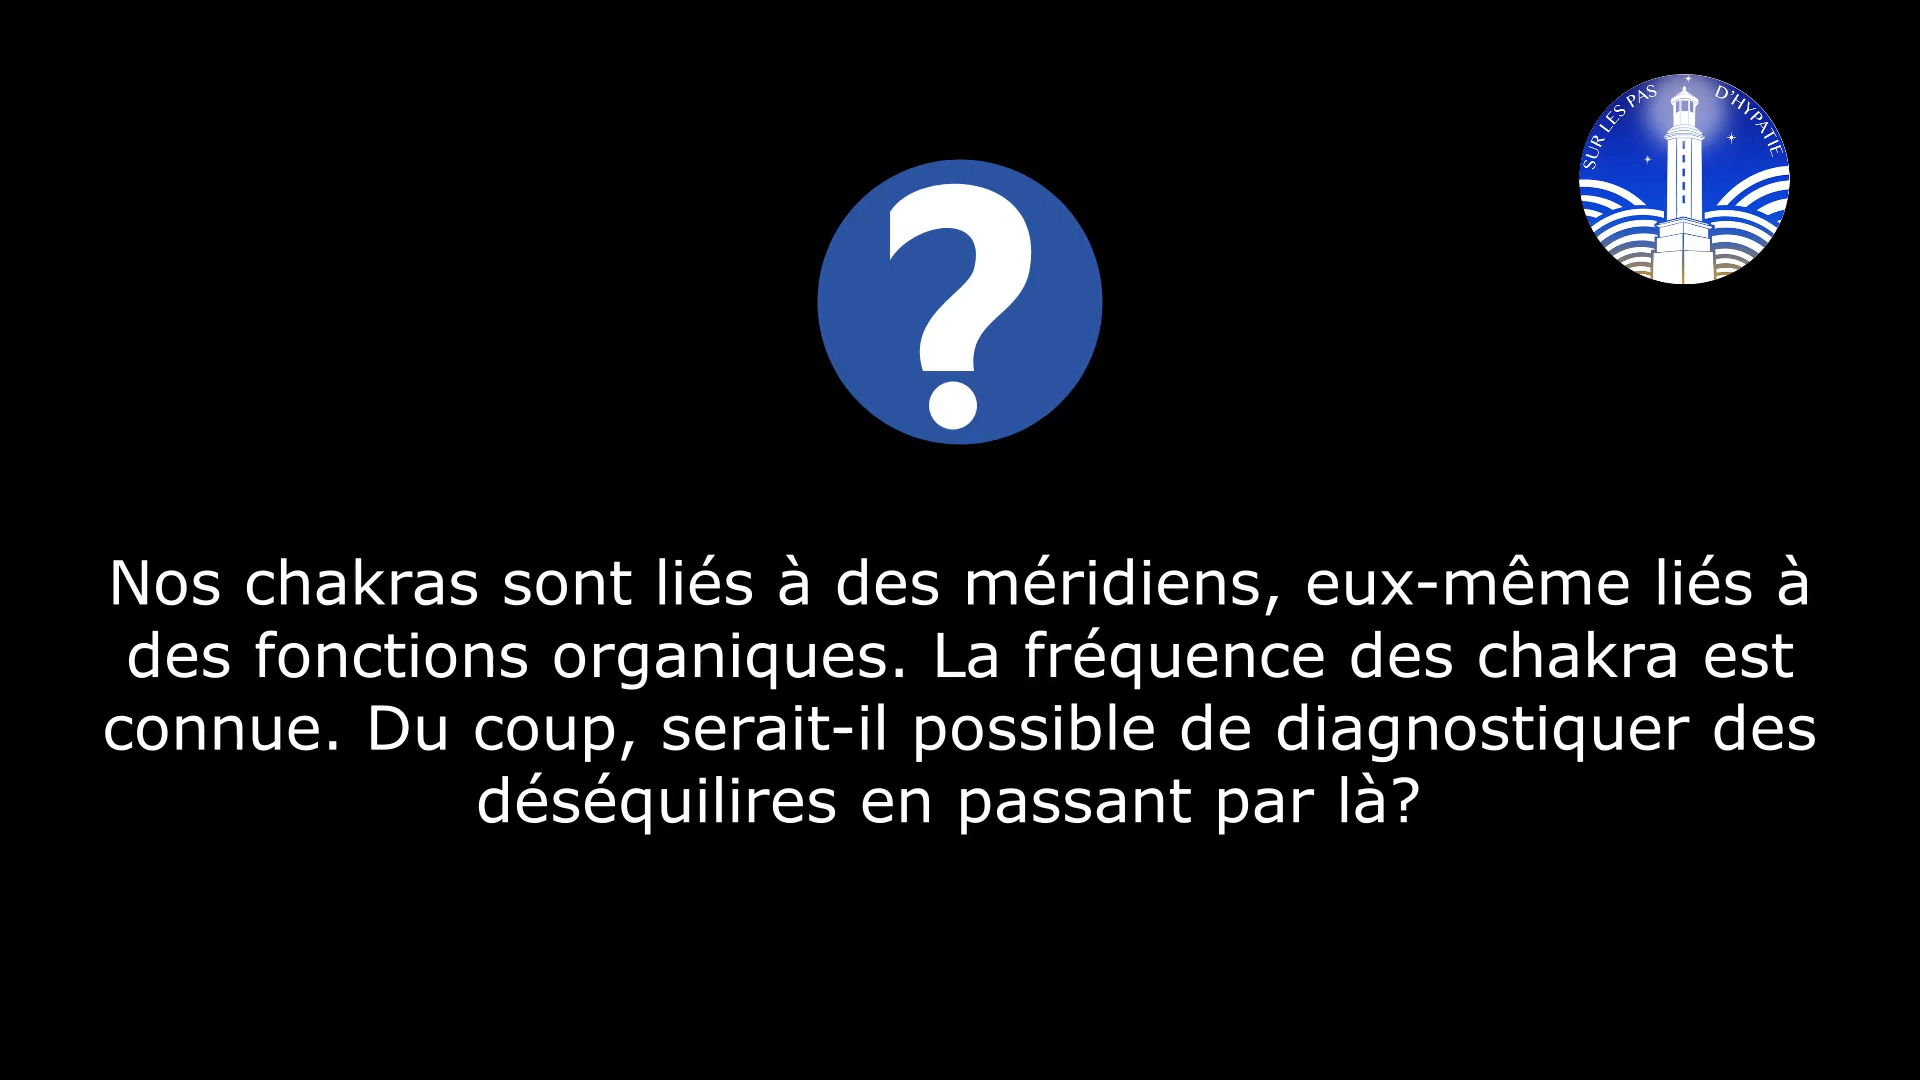 SUR LES PAS D'HYPATIE
?
Nos chakras sont liés à des méridiens, eux-même liés à
des fonctions organiques. La fréquence des chakra est
connue. Du coup, serait-il possible de diagnostiquer des
déséquilires en passant par là?